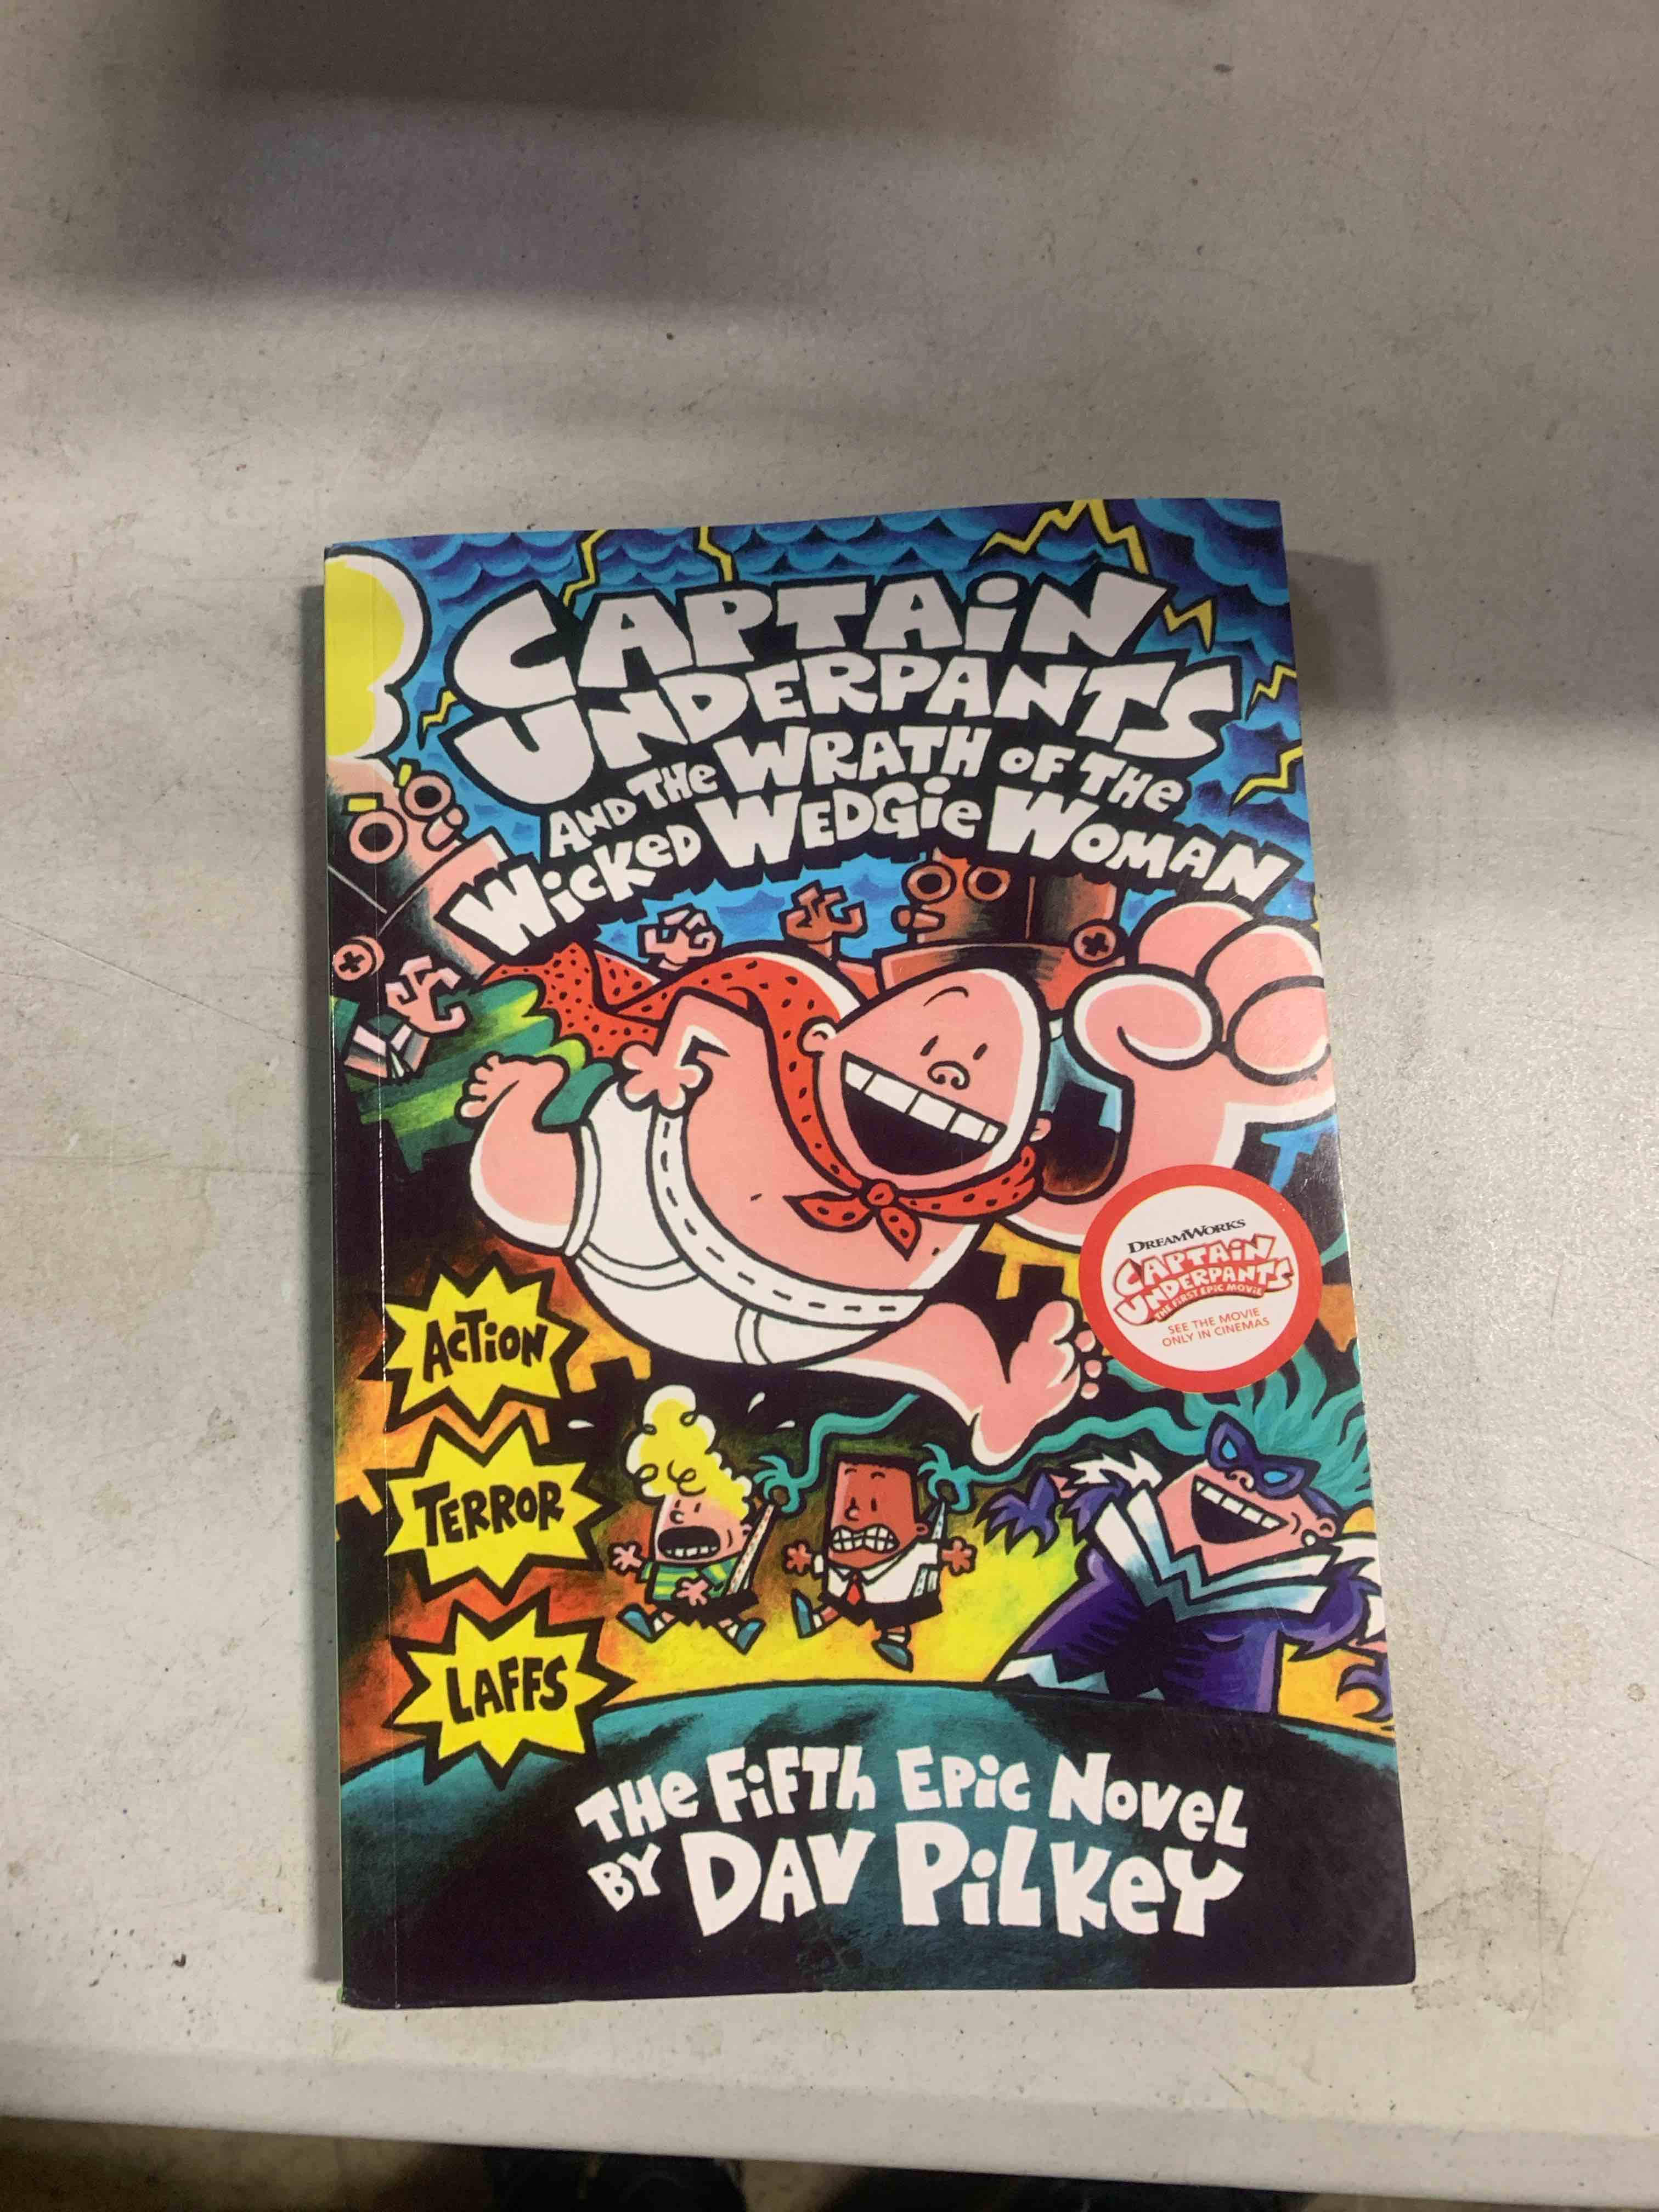 CAPTAiN
UNDERPANTS
AND THe WRATH OF THe
WickeD WEDGie WOMAN
DREAMWORKS
CAPTAiN
UNDERPANTS
THE FIRST EPIC MOVIE
SEE THE MOVIE
ONLY IN CINEMAS
ACTiON
TERROR
LAFFS
THe FiFTh EPic NoveL
BY DAV PiLKeY